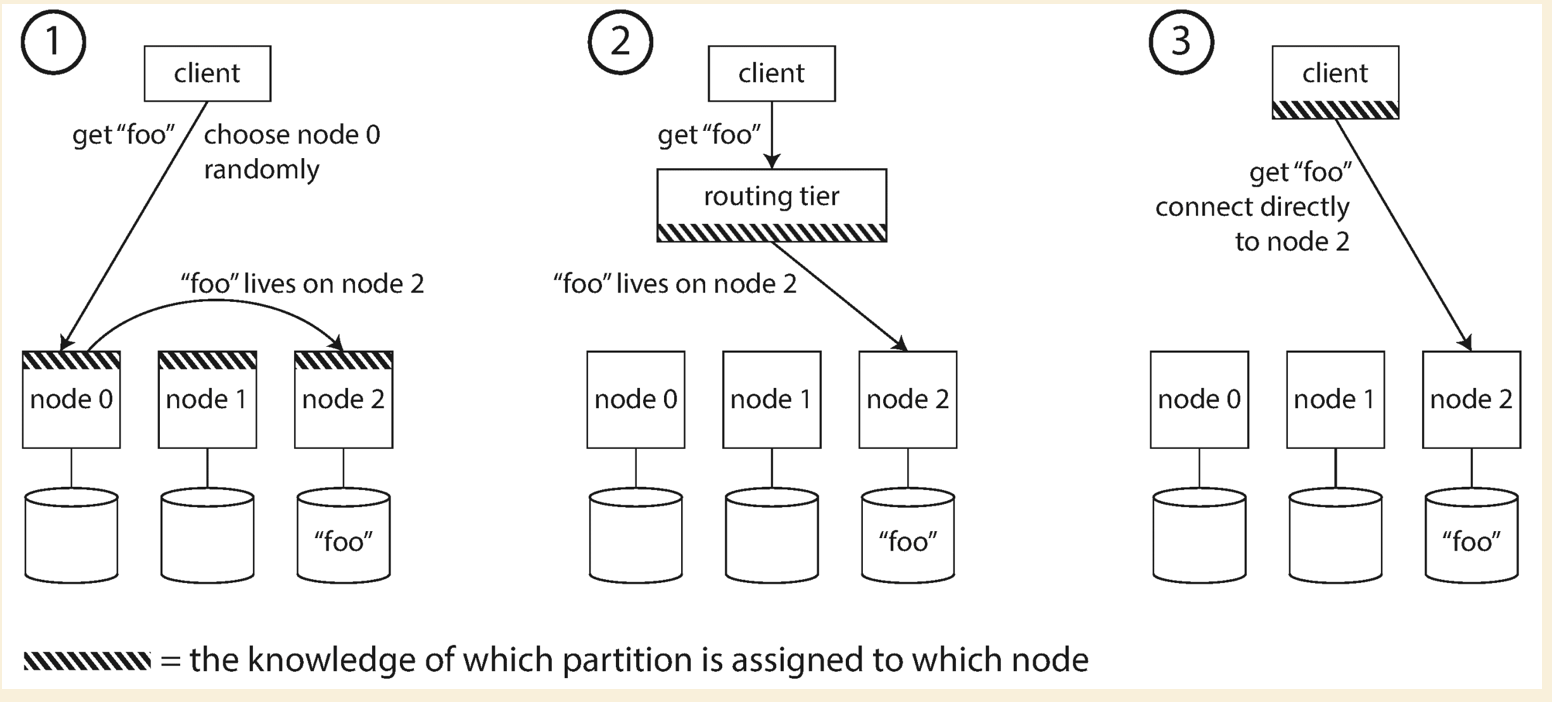 1
client
get “foo”
choose node 0
randomly
“foo” lives on node 2
node 0
node 1
node 2
“foo”
2
client
get “foo”
routing tier
“foo” lives on node 2
node 0
node 1
node 2
“foo”
3
client
get “foo”
connect directly
to node 2
node 0
node 1
node 2
“foo”
= the knowledge of which partition is assigned to which node